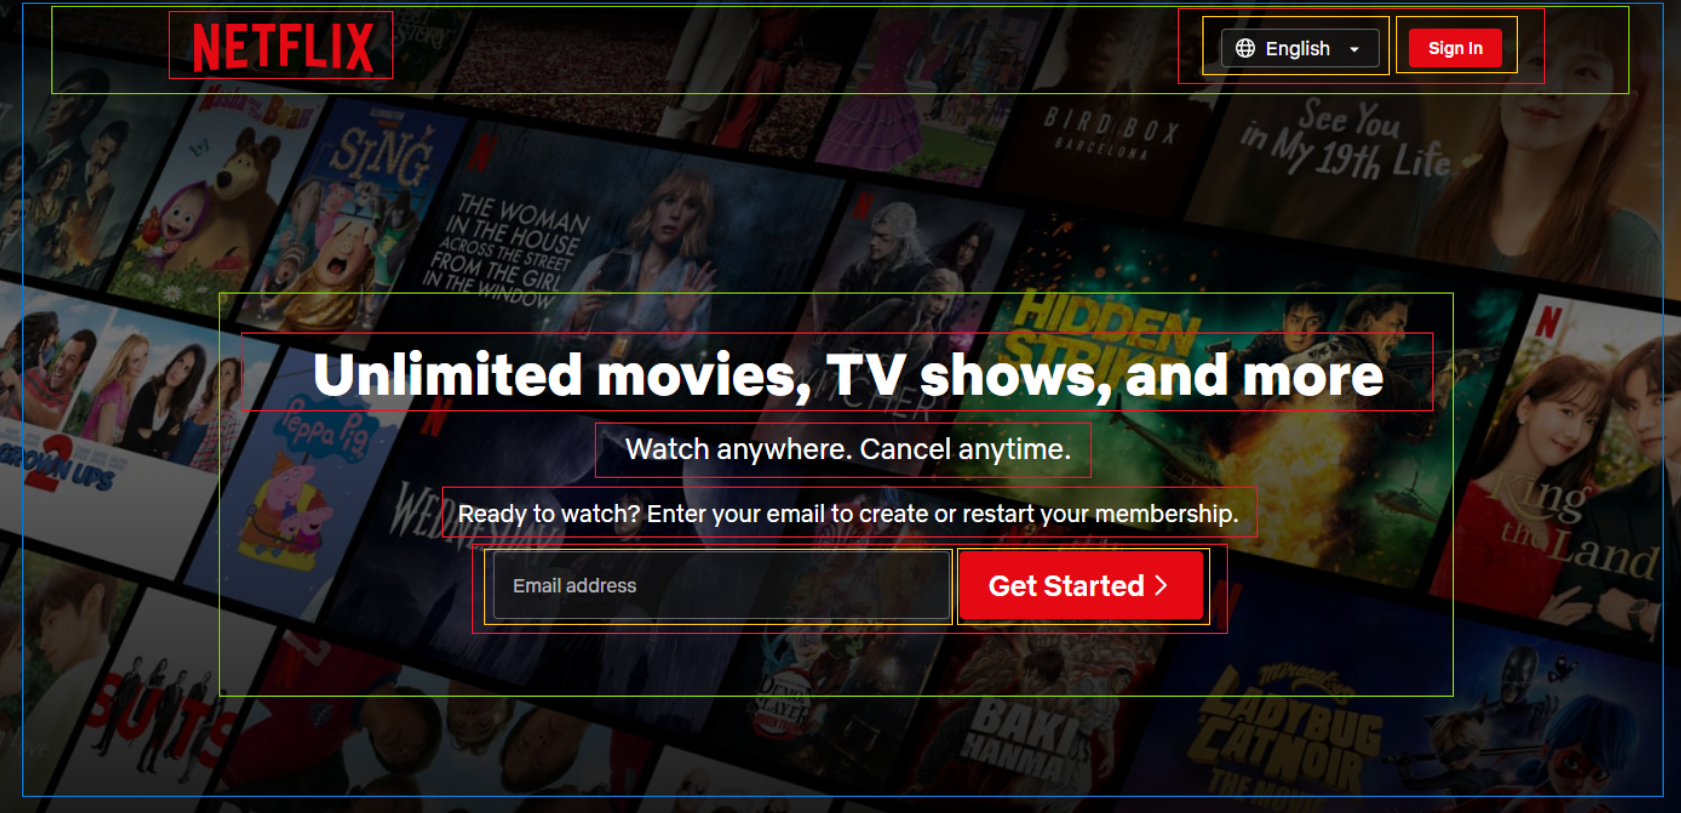 NETFLIX
English
Sign In
STORY
Masha and the Bear
SING
BIRD BOX
BARCELONA
See You
in My 19th Life
THE WOMAN
IN THE HOUSE
ACROSS THE STREET
FROM THE GIRL
IN THE WINDOW
HIDDEN
STRIKE
Unlimited movies, TV shows, and more
WITCHER
Peppa Pig
GROWN UPS
2
Watch anywhere. Cancel anytime.
WEDNESDAY
Ready to watch? Enter your email to create or restart your membership.
King
the Land
Email address
Get Started >
SUITS
DEMON
SLAYER
BAKI
HANMA
Miraculous
LADYBUG
CATNOIR
THE MOVIE